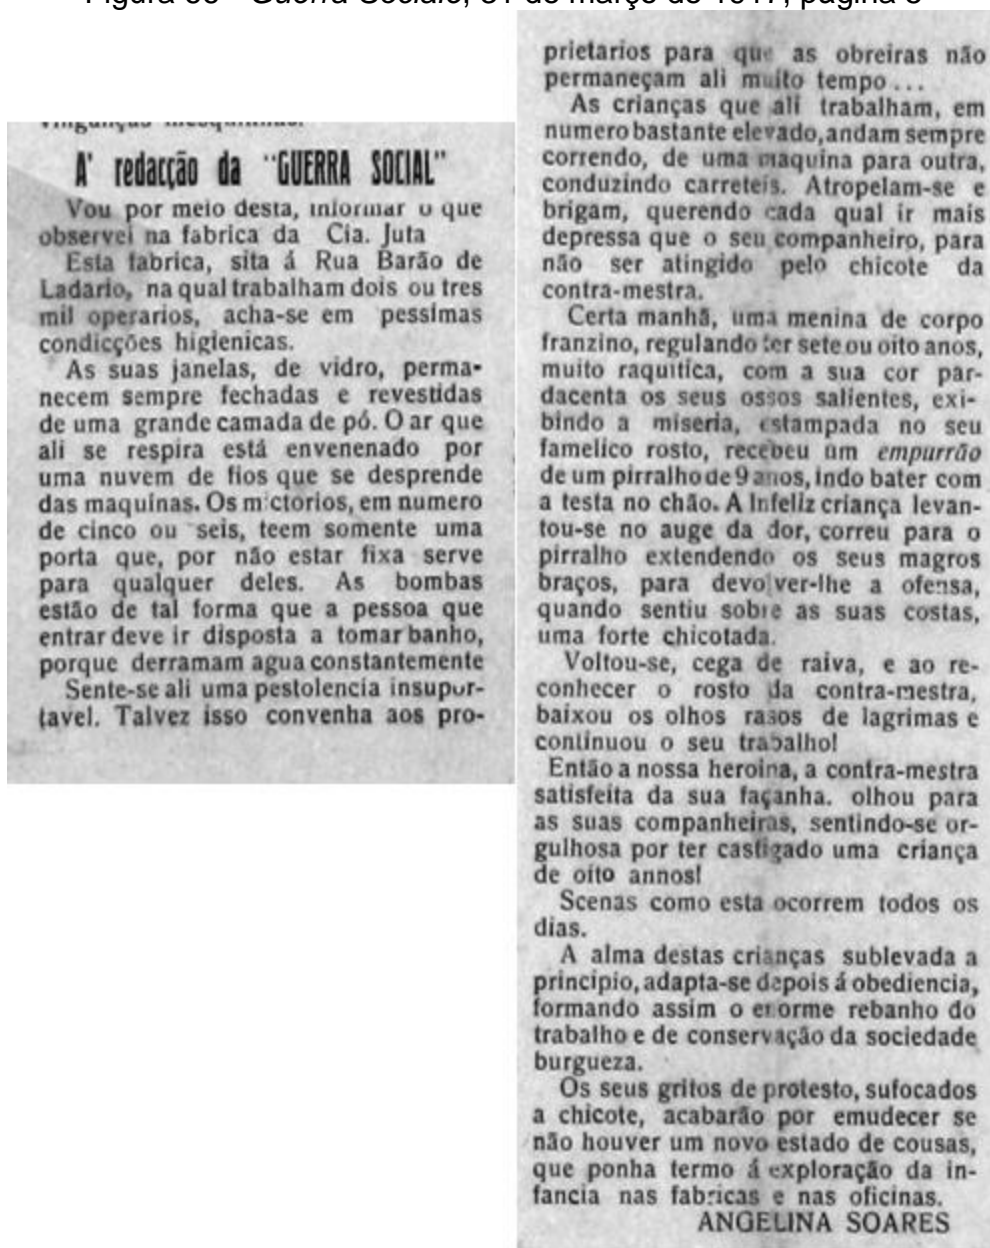 Guerra Sociale, 31 de março de 1917, página 3
vinganças mesquinhas.
A' redacção da "GUERRA SOCIAL"
Vou por meio desta, informar o que
observei na fabrica da Cia. Juta
Esta fabrica, sita á Rua Barão de
Ladario, na qual trabalham dois ou tres
mil operarios, acha-se em pessimas
condicções higienicas.
As suas janelas, de vidro, perma-
necem sempre fechadas e revestidas
de uma grande camada de pó. O ar que
ali se respira está envenenado por
uma nuvem de fios que se desprende
das maquinas. Os mictorios, em numero
de cinco ou seis, teem somente uma
porta que, por não estar fixa serve
para qualquer deles. As bombas
estão de tal forma que a pessoa que
entrar deve ir disposta a tomar banho,
porque derramam agua constantemente
Sente-se ali uma pestolencia insupor-
tavel. Talvez isso convenha aos pro-
prietarios para que as obreiras não
permaneçam ali muito tempo...
As crianças que ali trabalham, em
numero bastante elevado, andam sempre
correndo, de uma maquina para outra,
conduzindo carreteis. Atropelam-se e
brigam, querendo cada qual ir mais
depressa que o seu companheiro, para
não ser atingido pelo chicote da
contra-mestra.
Certa manhã, uma menina de corpo
franzino, regulando ter sete ou oito anos,
muito raquitica, com a sua cor par-
dacenta os seus ossos salientes, exi-
bindo a miseria, estampada no seu
famelico rosto, recebeu um empurrão
de um pirralho de 9 anos, indo bater com
a testa no chão. A infeliz criança levan-
tou-se no auge da dor, correu para o
pirralho extendendo os seus magros
braços, para devolver-lhe a ofensa,
quando sentiu sobre as suas costas,
uma forte chicotada.
Voltou-se, cega de raiva, e ao re-
conhecer o rosto da contra-mestra,
baixou os olhos rasos de lagrimas e
continuou o seu trabalho!
Então a nossa heroina, a contra-mestra
satisfeita da sua façanha. olhou para
as suas companheiras, sentindo-se or-
gulhosa por ter castigado uma criança
de oito annos!
Scenas como esta ocorrem todos os
dias.
A alma destas crianças sublevada a
principio, adapta-se depois á obediencia,
formando assim o enorme rebanho do
trabalho e de conservação da sociedade
burgueza.
Os seus gritos de protesto, sufocados
a chicote, acabarão por emudecer se
não houver um novo estado de cousas,
que ponha termo á exploração da in-
fancia nas fabricas e nas oficinas.
ANGELINA SOARES